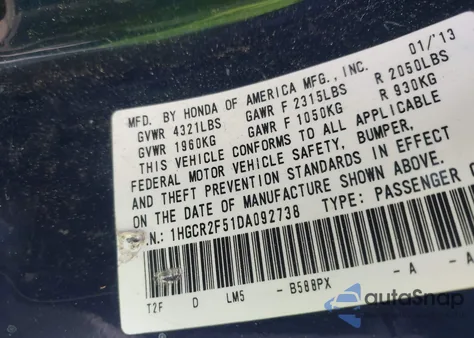 MFD. BY HONDA OF AMERICA MFG., INC. 01/'13
GVWR 4321LBS GAWR F 2315LBS R 2050LBS
GVWR 1960KG GAWR F 1050KG R 930KG
THIS VEHICLE CONFORMS TO ALL APPLICABLE
FEDERAL MOTOR VEHICLE SAFETY, BUMPER,
AND THEFT PREVENTION STANDARDS IN EFFECT
ON THE DATE OF MANUFACTURE SHOWN ABOVE.
.N.: 1HGCR2F51DA092738 TYPE: PASSENGER
T2F D LM5 - B588PX - A - A
autoSnap